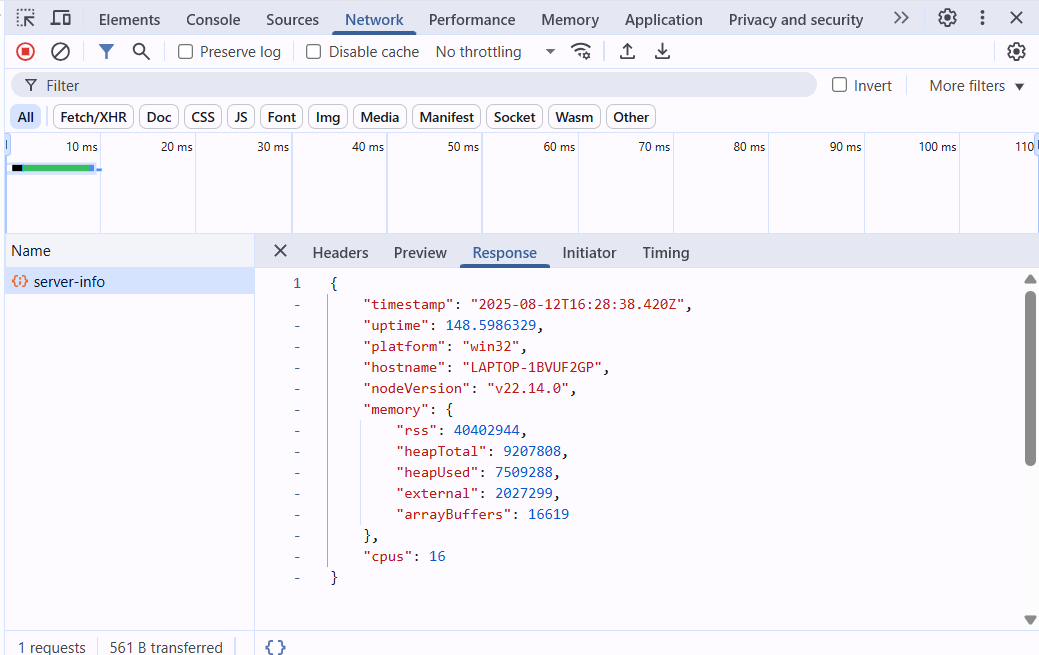 Elements Console Sources Network Performance Memory Application Privacy and security
Preserve log Disable cache No throttling
Filter Invert More filters
All Fetch/XHR Doc CSS JS Font Img Media Manifest Socket Wasm Other
10 ms 20 ms 30 ms 40 ms 50 ms 60 ms 70 ms 80 ms 90 ms 100 ms 110
Name
server-info
Headers Preview Response Initiator Timing
1 {
- "timestamp": "2025-08-12T16:28:38.420Z",
- "uptime": 148.5986329,
- "platform": "win32",
- "hostname": "LAPTOP-1BVUF2GP",
- "nodeVersion": "v22.14.0",
- "memory": {
- "rss": 40402944,
- "heapTotal": 9207808,
- "heapUsed": 7509288,
- "external": 2027299,
- "arrayBuffers": 16619
- },
- "cpus": 16
- }
1 requests 561 B transferred { }